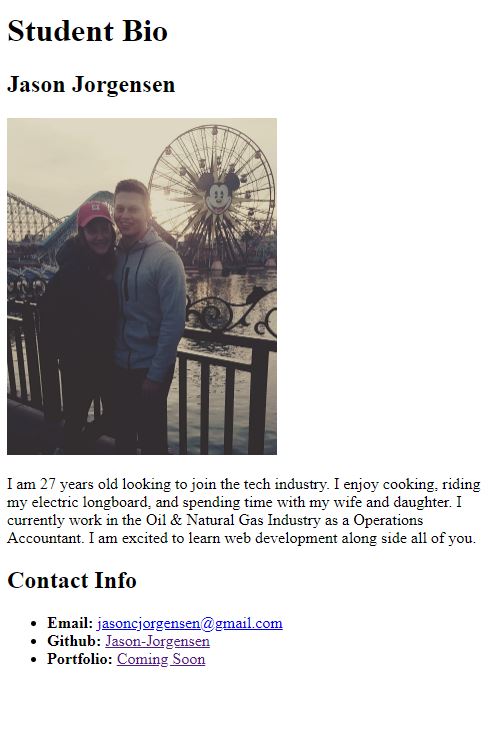 Student Bio
Jason Jorgensen
I am 27 years old looking to join the tech industry. I enjoy cooking, riding
my electric longboard, and spending time with my wife and daughter. I
currently work in the Oil & Natural Gas Industry as a Operations
Accountant. I am excited to learn web development along side all of you.
Contact Info
Email: jasoncjorgensen@gmail.com
Github: Jason-Jorgensen
Portfolio: Coming Soon